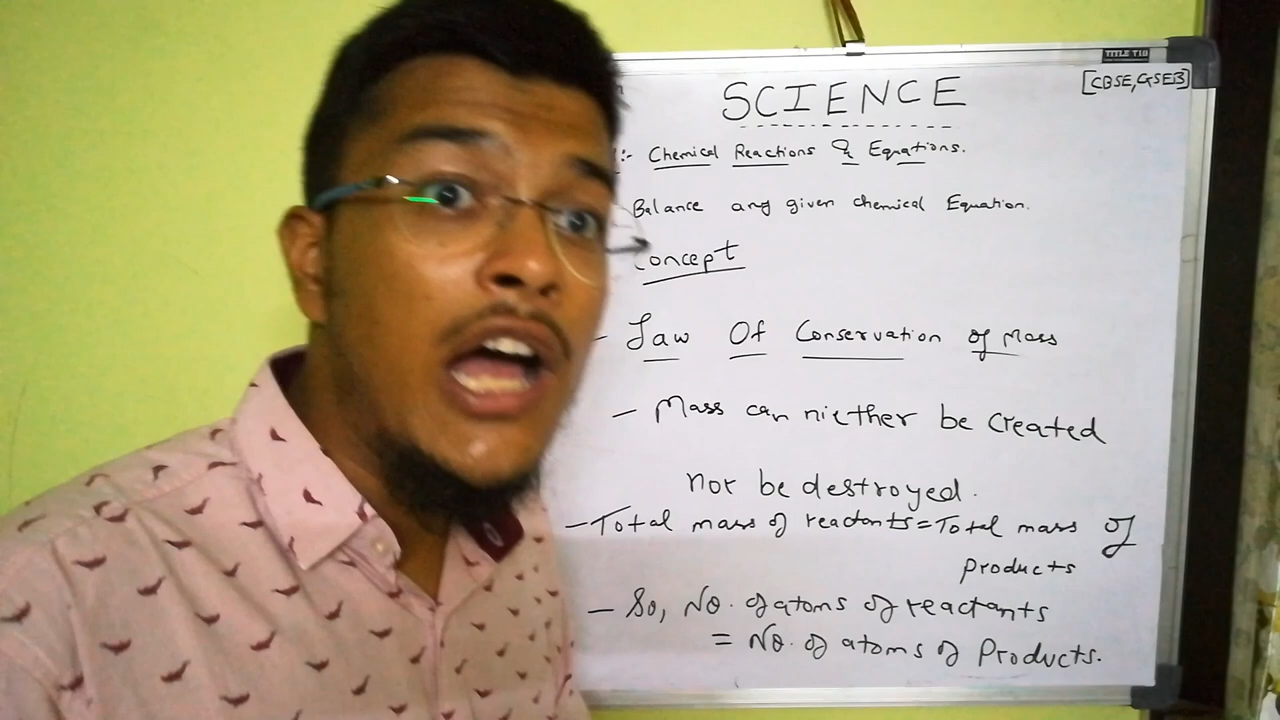 TITLE T10
[CBSE, GSEB]
SCIENCE
:- Chemical Reactions & Equations.
Balance any given chemical Equation.
Concept
- Law Of Conservation of Mass
- Mass can niether be created
nor be destroyed.
- Total mass of reactants = Total mass of
products
- So, No. of atoms of reactants
= No. of atoms of Products.